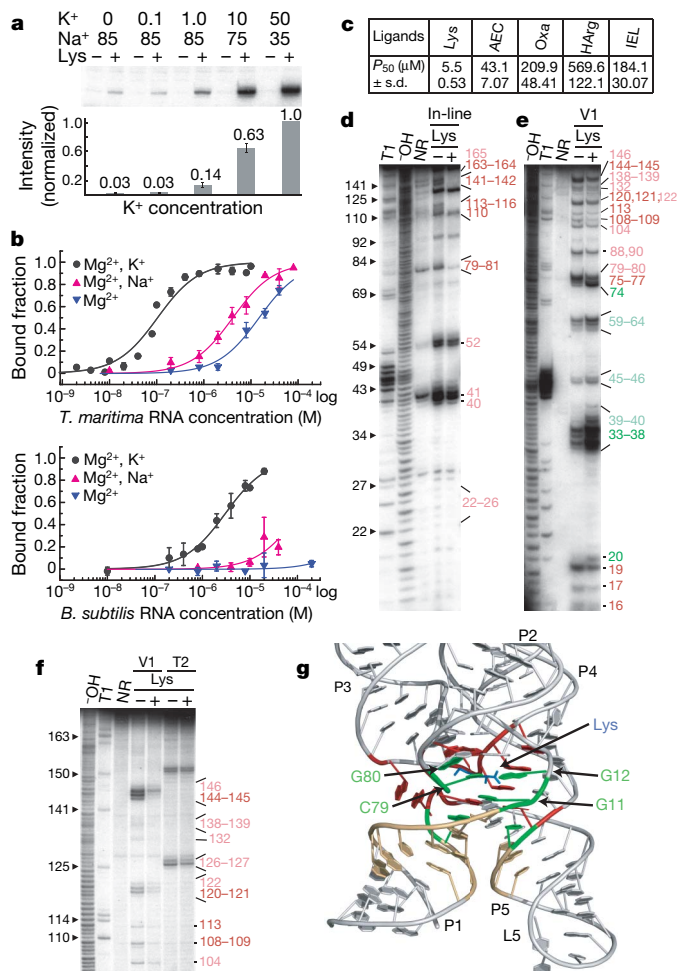 a
K⁺ 0 0.1 1.0 10 50
Na⁺ 85 85 85 75 35
Lys − + − + − + − + − +
Intensity (normalized)
1.0
0.8
0.6
0.4
0.2
0.03 0.03 0.14 0.63 1.0
K⁺ concentration
b
Bound fraction
1.0
0.8
0.6
0.4
0.2
0
Mg²⁺, K⁺
Mg²⁺, Na⁺
Mg²⁺
10⁻⁹ 10⁻⁸ 10⁻⁷ 10⁻⁶ 10⁻⁵ 10⁻⁴ log
T. maritima RNA concentration (M)
Bound fraction
1.0
0.8
0.6
0.4
0.2
0
Mg²⁺, K⁺
Mg²⁺, Na⁺
Mg²⁺
10⁻⁹ 10⁻⁸ 10⁻⁷ 10⁻⁶ 10⁻⁵ 10⁻⁴ log
B. subtilis RNA concentration (M)
c
Ligands Lys AEC Oxa HArg IEL
P₅₀ (μM) 5.5 43.1 209.9 569.6 184.1
± s.d. 0.53 7.07 48.41 122.1 30.07
d
In-line
Lys
T1 ⁻OH NR − +
141
125
110
92
84
69
54
49
46
40
34
27
22
165
163–164
141–142
113–116
110
79–81
52
41
40
22–26
e
V1
Lys
⁻OH T1 NR − +
146
144–145
138–139
132
120,121,122
113
108–109
104
88,90
79–80
75–77
74
59–64
45–46
39–40
33–38
20
19
17
16
f
V1 T2
Lys
⁻OH T1 NR − + − +
163
150
141
125
114
110
146
144–145
138–139
132
126–127
122
120–121
113
108–109
104
g
P2
P3
P4
Lys
G80
G12
C79
G11
P1
P5
L5